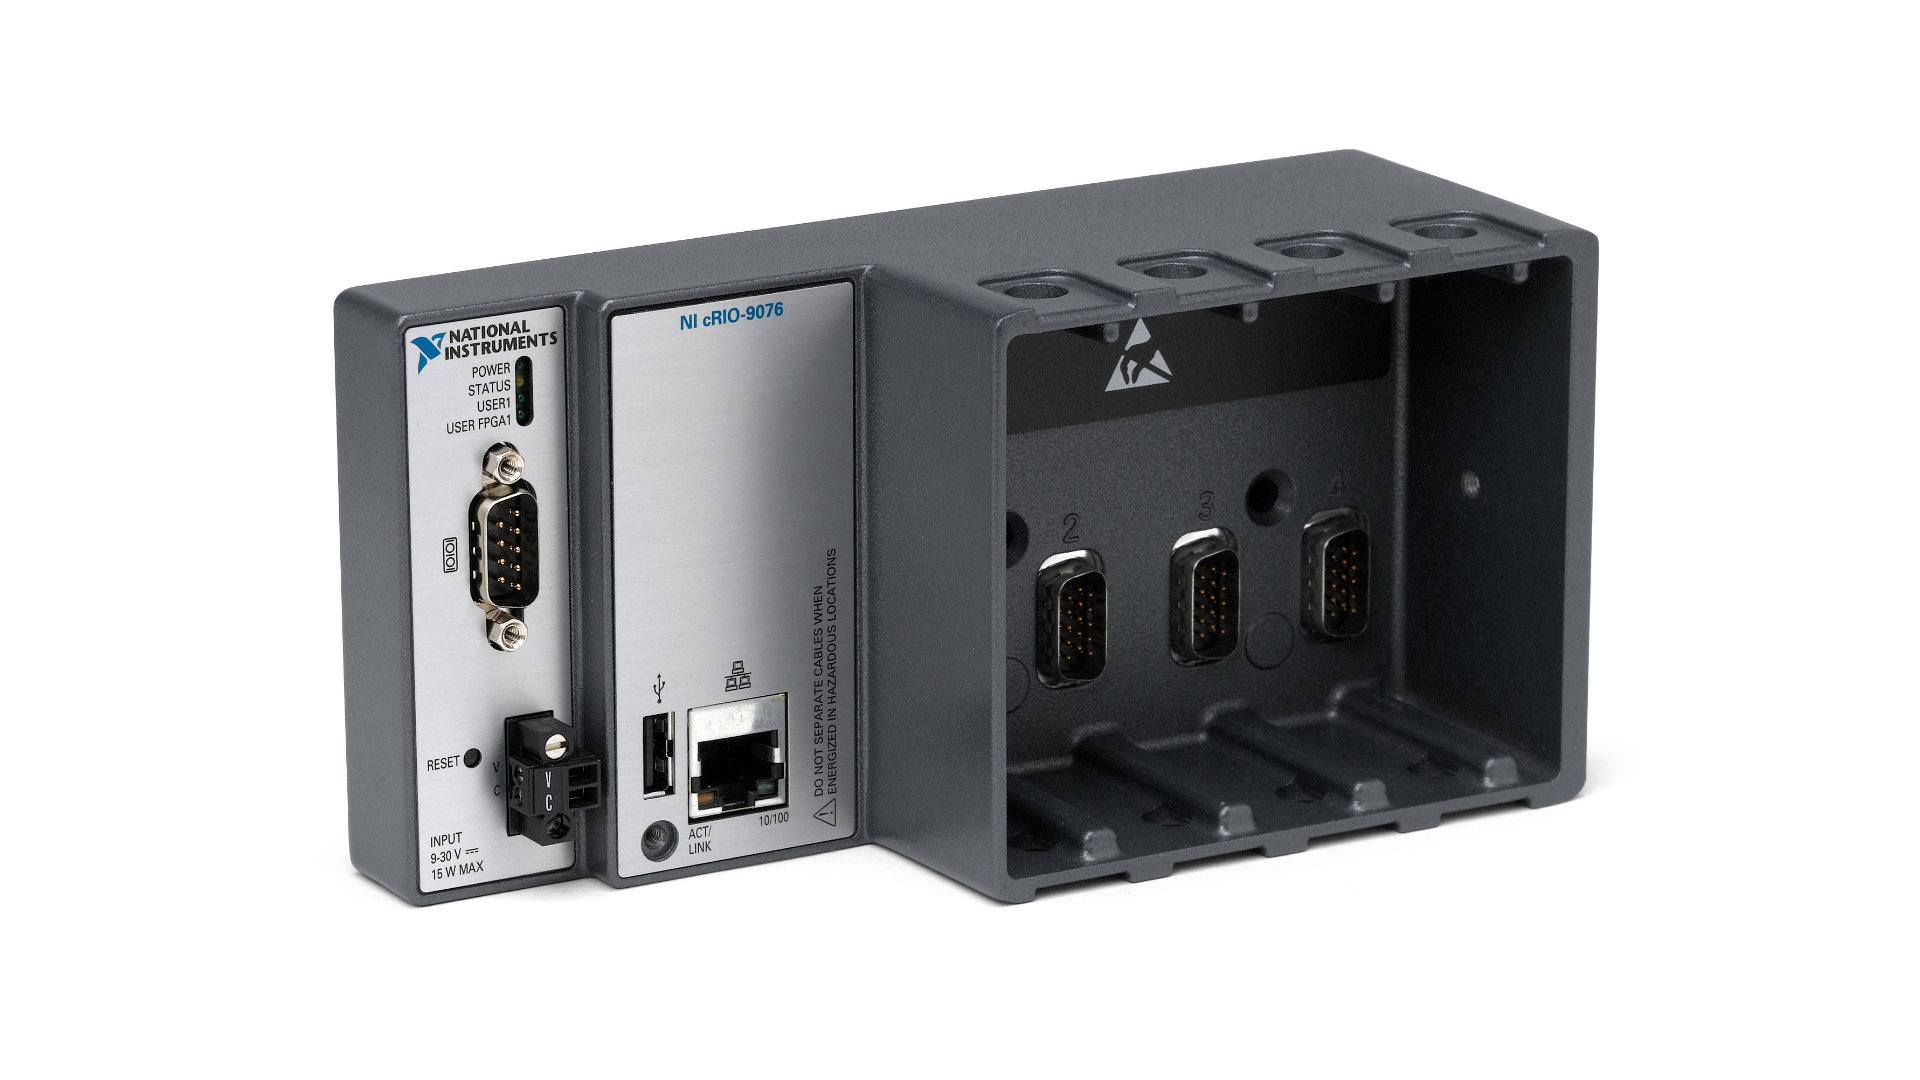 NATIONAL
INSTRUMENTS
POWER
STATUS
USER1
USER FPGA1
RESET
V
C
V
C
INPUT
9-30 V
15 W MAX
NI cRIO-9076
DO NOT SEPARATE CABLES WHEN
ENERGIZED IN HAZARDOUS LOCATIONS
ACT/
LINK
10/100
2
3
4